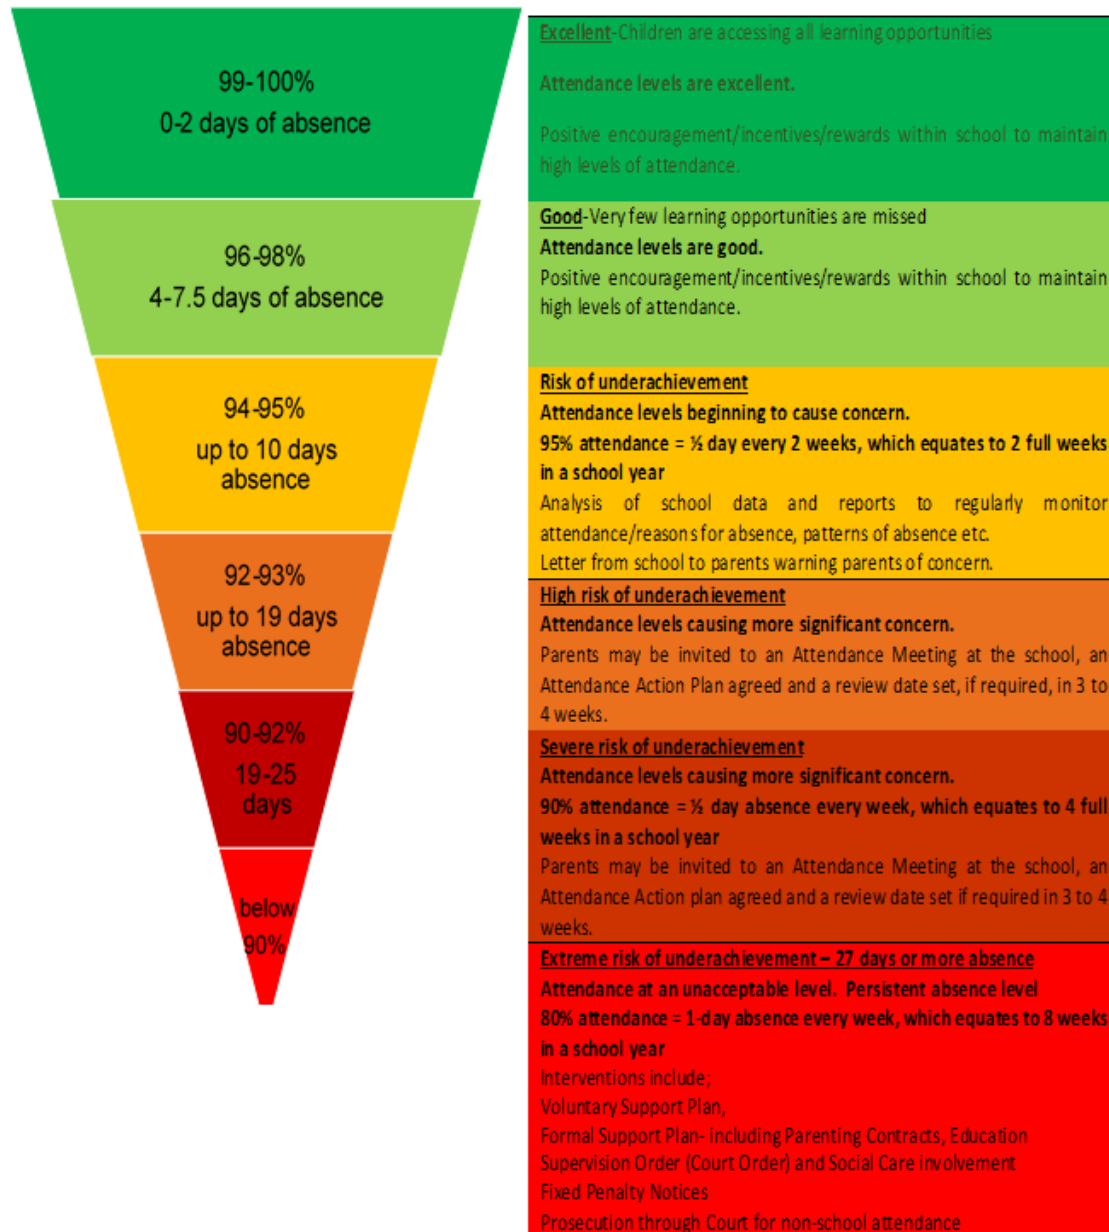 99-100%
0-2 days of absence
96-98%
4-7.5 days of absence
94-95%
up to 10 days
absence
92-93%
up to 19 days
absence
90-92%
19-25
days
below
90%
Excellent-Children are accessing all learning opportunities
Attendance levels are excellent.
Positive encouragement/incentives/rewards within school to maintain
high levels of attendance.
Good-Very few learning opportunities are missed
Attendance levels are good.
Positive encouragement/incentives/rewards within school to maintain
high levels of attendance.
Risk of underachievement
Attendance levels beginning to cause concern.
95% attendance = ½ day every 2 weeks, which equates to 2 full weeks
in a school year
Analysis of school data and reports to regularly monitor
attendance/reasons for absence, patterns of absence etc.
Letter from school to parents warning parents of concern.
High risk of underachievement
Attendance levels causing more significant concern.
Parents may be invited to an Attendance Meeting at the school, an
Attendance Action Plan agreed and a review date set, if required, in 3 to
4 weeks.
Severe risk of underachievement
Attendance levels causing more significant concern.
90% attendance = ½ day absence every week, which equates to 4 full
weeks in a school year
Parents may be invited to an Attendance Meeting at the school, an
Attendance Action plan agreed and a review date set if required in 3 to 4
weeks.
Extreme risk of underachievement – 27 days or more absence
Attendance at an unacceptable level. Persistent absence level
80% attendance = 1-day absence every week, which equates to 8 weeks
in a school year
Interventions include;
Voluntary Support Plan,
Formal Support Plan- including Parenting Contracts, Education
Supervision Order (Court Order) and Social Care involvement
Fixed Penalty Notices
Prosecution through Court for non-school attendance